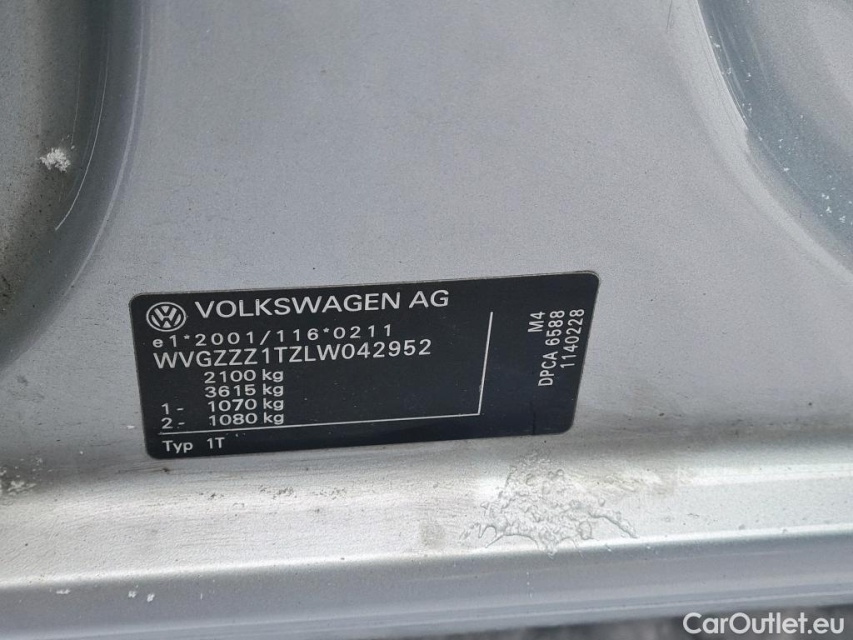 VOLKSWAGEN AG
e1*2001/116*0211
WVGZZZ1TZLW042952
2100 kg
3615 kg
1- 1070 kg
2- 1080 kg
Typ 1T
M4
DPCA 6588
1140228
CarOutlet.eu